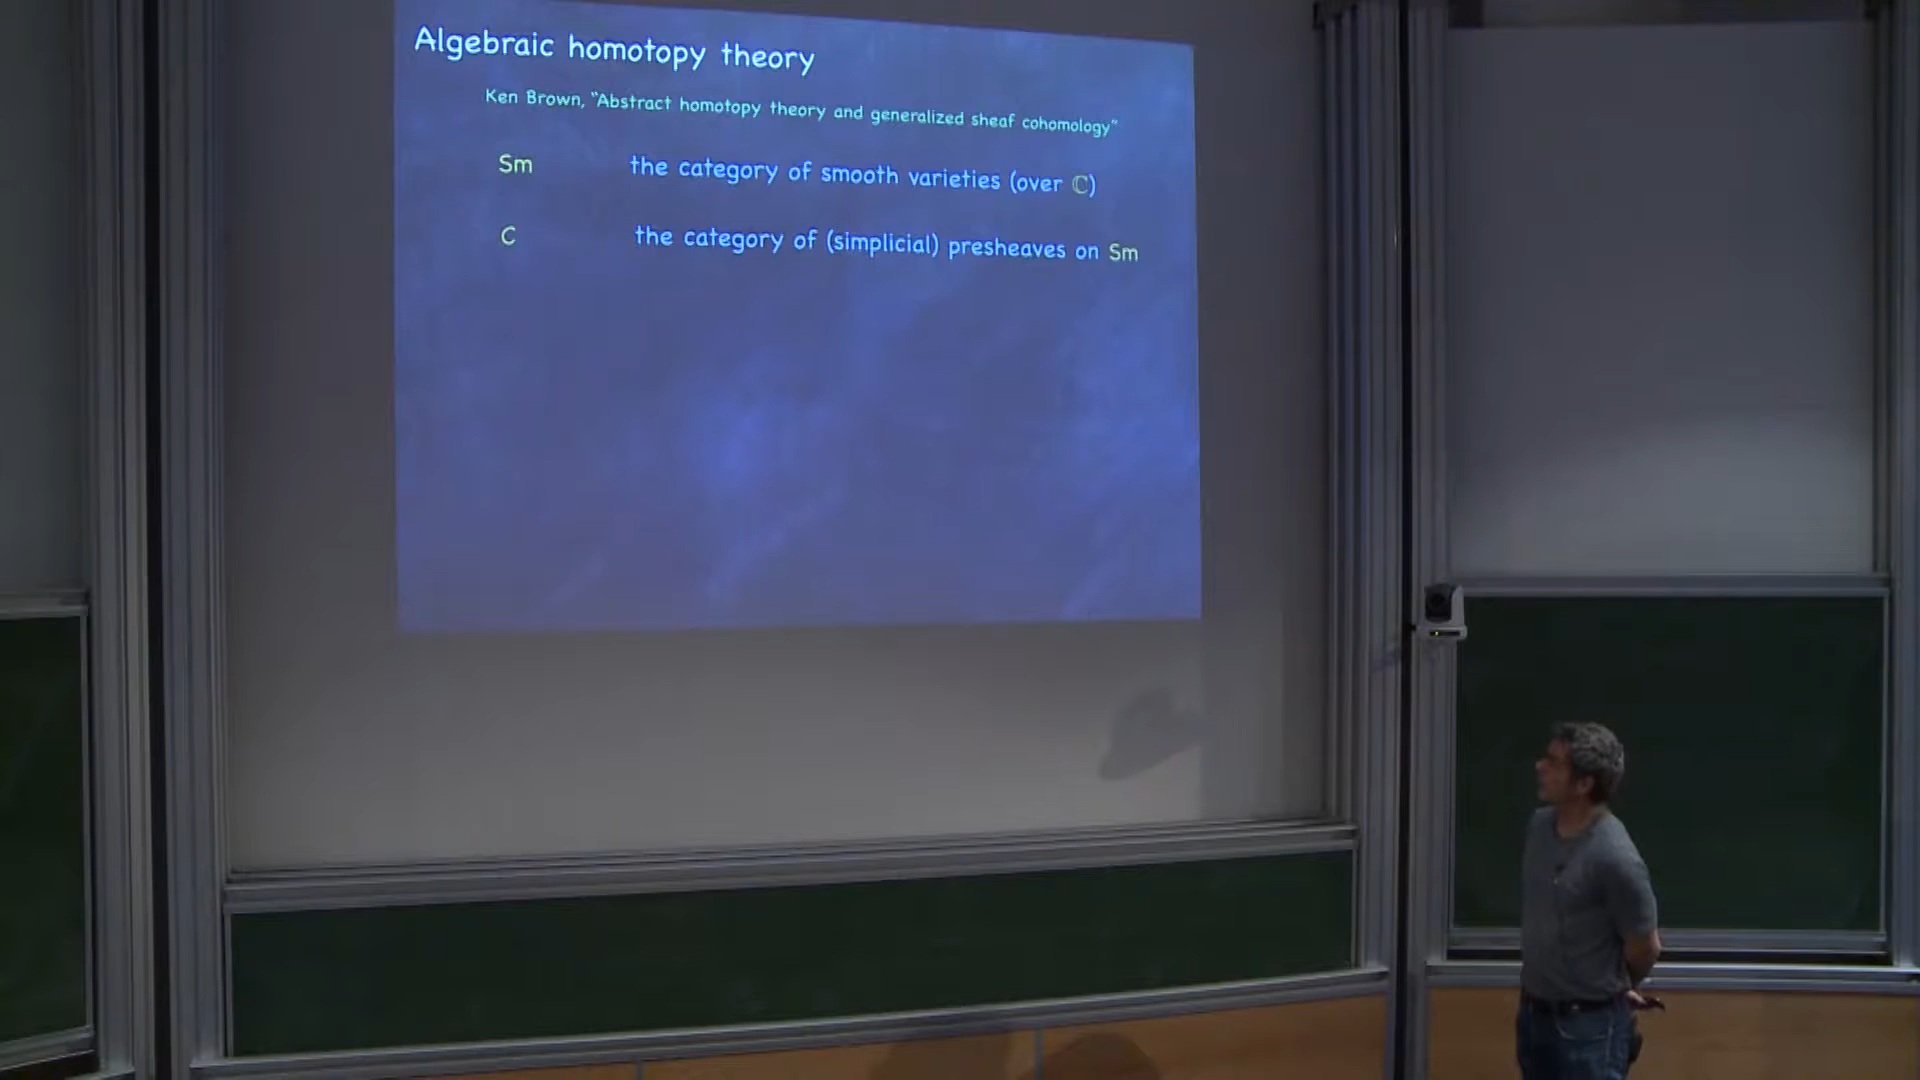 Algebraic homotopy theory
Ken Brown, “Abstract homotopy theory and generalized sheaf cohomology”
Sm the category of smooth varieties (over ℂ)
C the category of (simplicial) presheaves on Sm